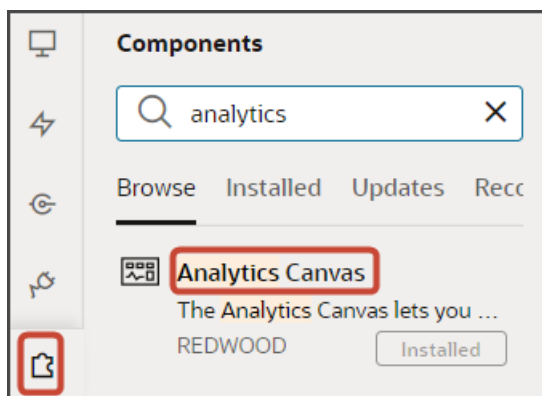 Components
analytics
Browse Installed Updates Recc
Analytics Canvas
The Analytics Canvas lets you ...
REDWOOD
Installed